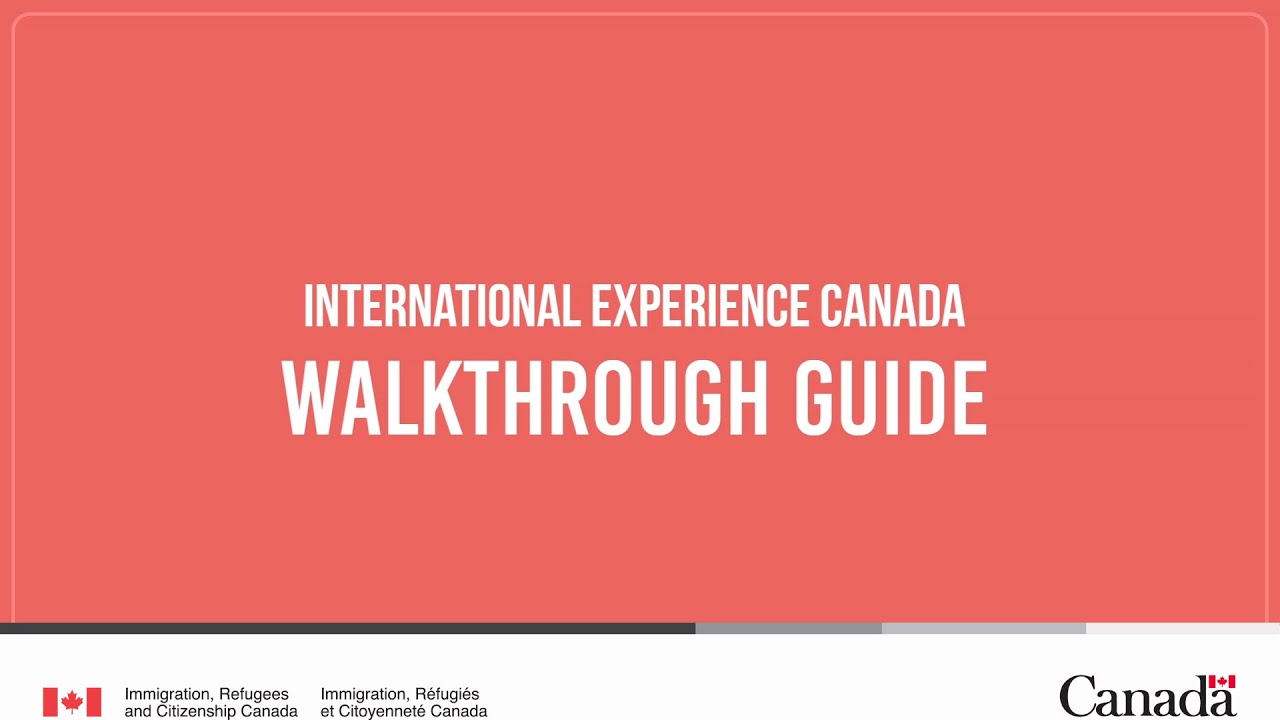 INTERNATIONAL EXPERIENCE CANADA
WALKTHROUGH GUIDE
Immigration, Refugees
and Citizenship Canada
Immigration, Réfugiés
et Citoyenneté Canada
Canada